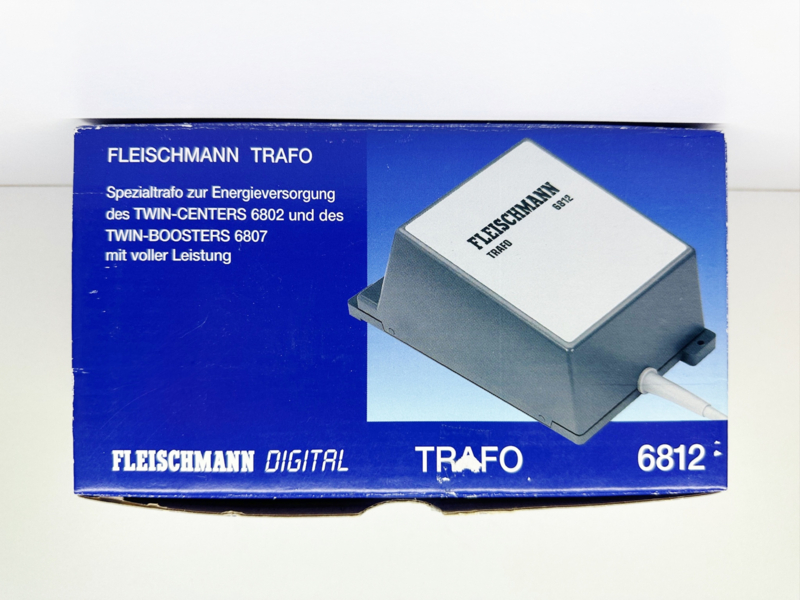 FLEISCHMANN TRAFO
Spezialtrafo zur Energieversorgung
des TWIN-CENTERS 6802 und des
TWIN-BOOSTERS 6807
mit voller Leistung
FLEISCHMANN 6812
TRAFO
FLEISCHMANN DIGITAL TRAFO 6812